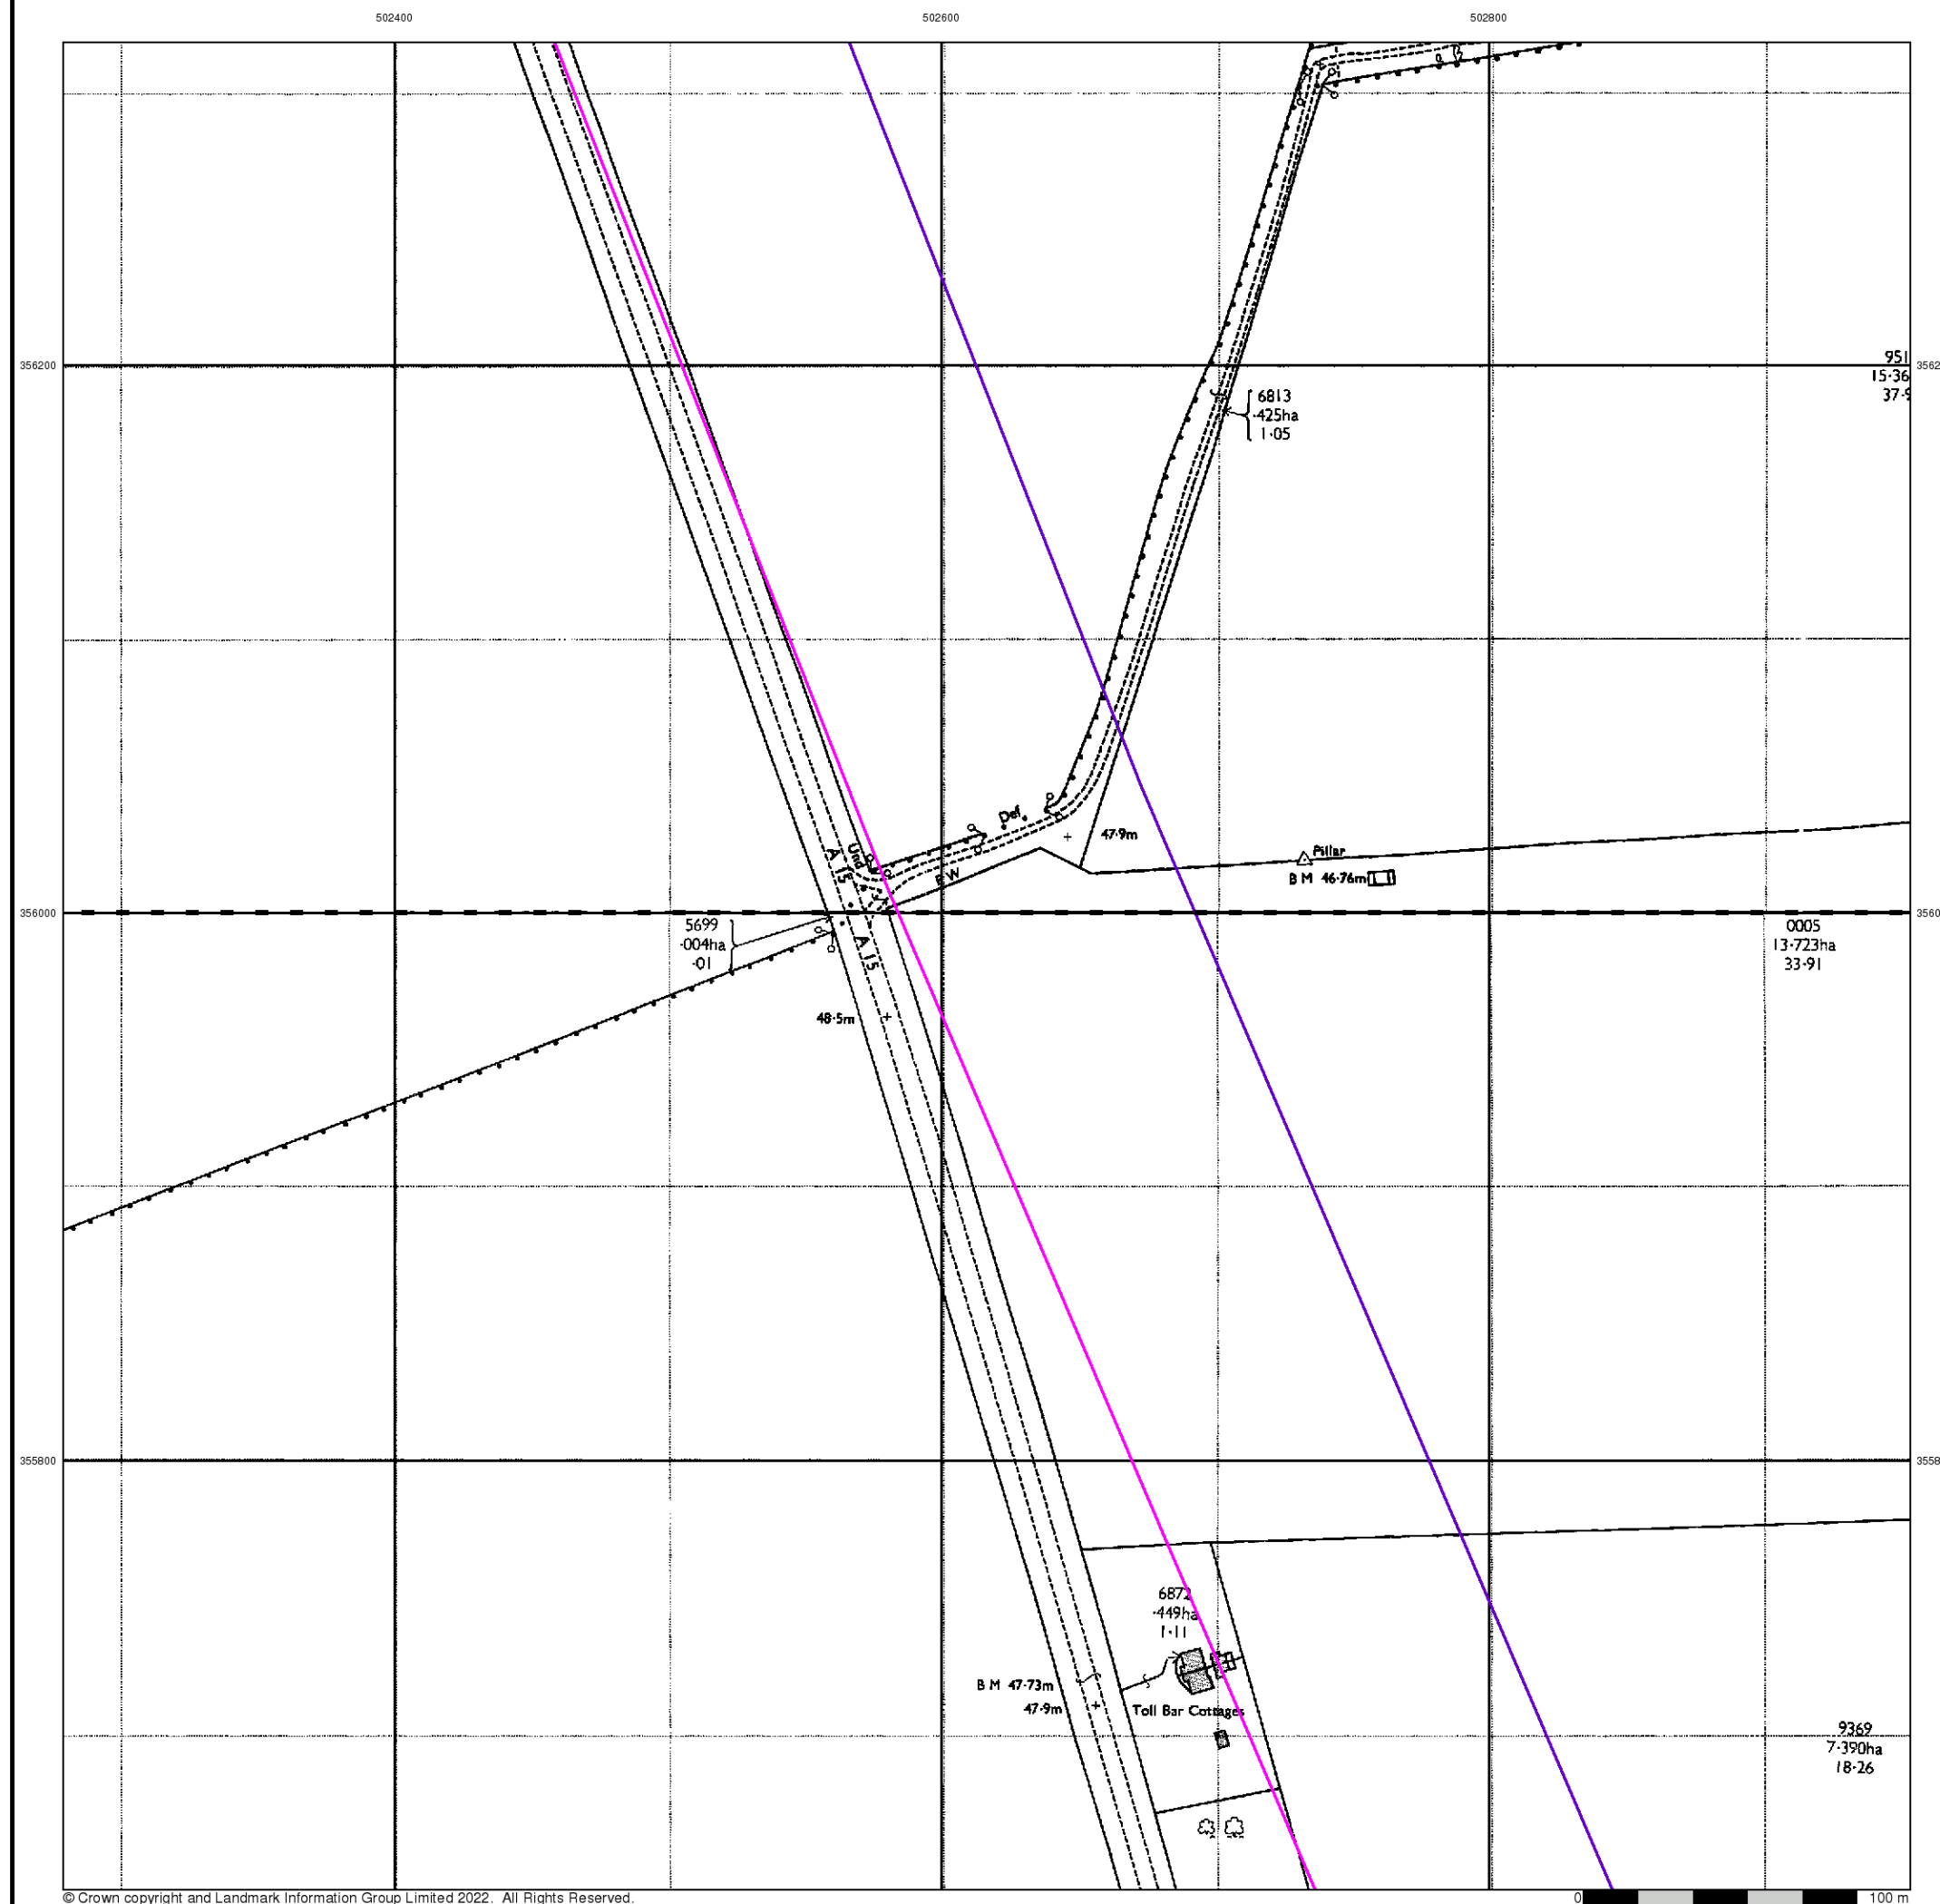 502400
502600
502800
356200
951
15·36
3562
37·9
6813
·425ha
1·05
Def
47·9m
A 15
Und
F W
Pillar
B M 46·76m
356000
3560
5699
·004ha
·01
A 15
0005
13·723ha
33·91
48·5m
355800
3558
6872
·449ha
1·11
B M 47·73m
47·9m
Toll Bar Cottages
9369
7·390ha
18·26
© Crown copyright and Landmark Information Group Limited 2022. All Rights Reserved.
0
100 m